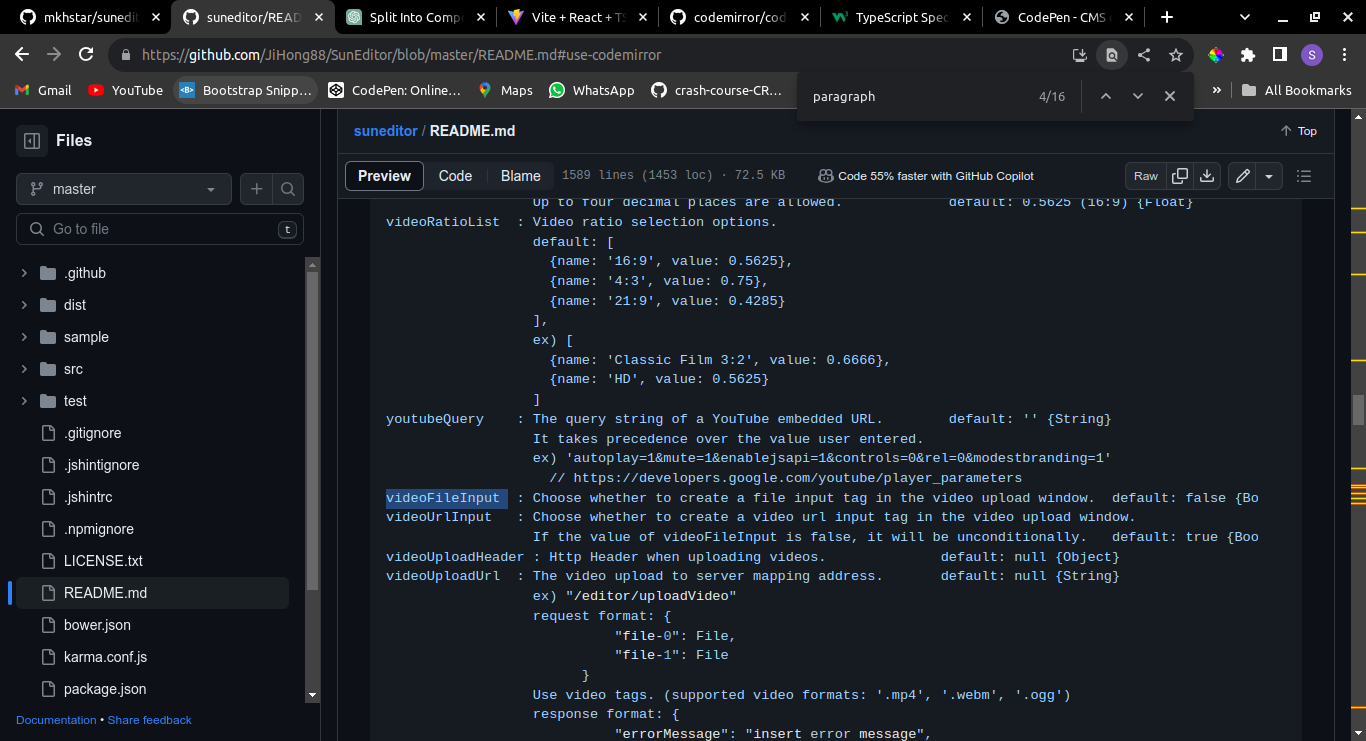 mkhstar/sunedit
suneditor/READ
Split Into Comp
Vite + React + TS
codemirror/cod
TypeScript Spec
CodePen - CMS c
https://github.com/JiHong88/SunEditor/blob/master/README.md#use-codemirror
S
Gmail
YouTube
Bootstrap Snipp...
CodePen: Online...
Maps
WhatsApp
crash-course-CR...
»
All Bookmarks
paragraph
4/16
Files
suneditor / README.md
Top
master
Preview
Code
Blame
1589 lines (1453 loc) · 72.5 KB
Code 55% faster with GitHub Copilot
Raw
Go to file
t
.github
dist
sample
src
test
.gitignore
.jshintignore
.jshintrc
.npmignore
LICENSE.txt
README.md
bower.json
karma.conf.js
package.json
Documentation • Share feedback
Up to four decimal places are allowed. default: 0.5625 (16:9) {Float}
videoRatioList : Video ratio selection options.
default: [
{name: '16:9', value: 0.5625},
{name: '4:3', value: 0.75},
{name: '21:9', value: 0.4285}
],
ex) [
{name: 'Classic Film 3:2', value: 0.6666},
{name: 'HD', value: 0.5625}
]
youtubeQuery : The query string of a YouTube embedded URL. default: '' {String}
It takes precedence over the value user entered.
ex) 'autoplay=1&mute=1&enablejsapi=1&controls=0&rel=0&modestbranding=1'
// https://developers.google.com/youtube/player_parameters
videoFileInput : Choose whether to create a file input tag in the video upload window. default: false {Bo
videoUrlInput : Choose whether to create a video url input tag in the video upload window.
If the value of videoFileInput is false, it will be unconditionally. default: true {Boo
videoUploadHeader : Http Header when uploading videos. default: null {Object}
videoUploadUrl : The video upload to server mapping address. default: null {String}
ex) "/editor/uploadVideo"
request format: {
"file-0": File,
"file-1": File
}
Use video tags. (supported video formats: '.mp4', '.webm', '.ogg')
response format: {
"errorMessage": "insert error message",